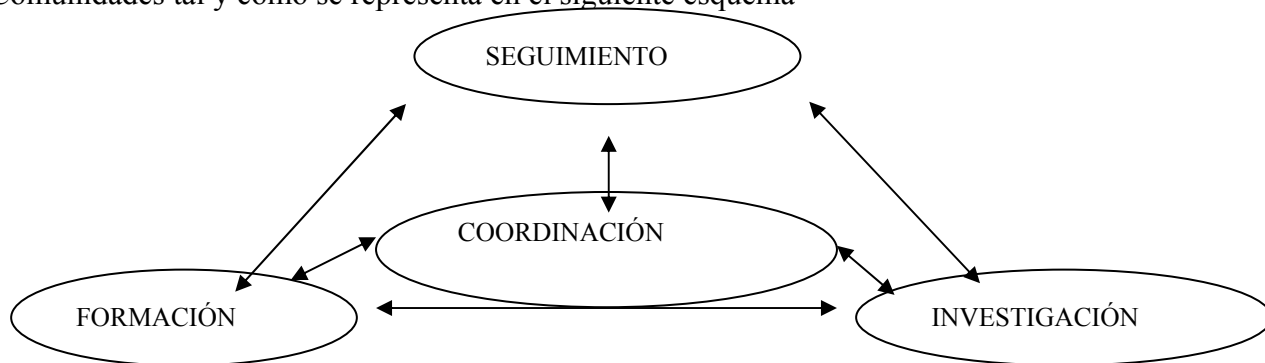 Comunidades tal y como se representa en el siguiente esquema
SEGUIMIENTO
COORDINACIÓN
FORMACIÓN
INVESTIGACIÓN